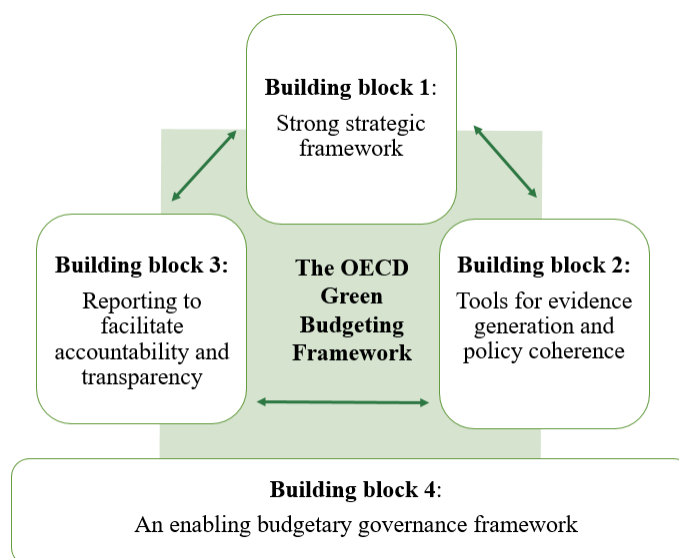 Building block 1:
Strong strategic
framework
Building block 3:
Reporting to
facilitate
accountability and
transparency
The OECD
Green
Budgeting
Framework
Building block 2:
Tools for evidence
generation and
policy coherence
Building block 4:
An enabling budgetary governance framework